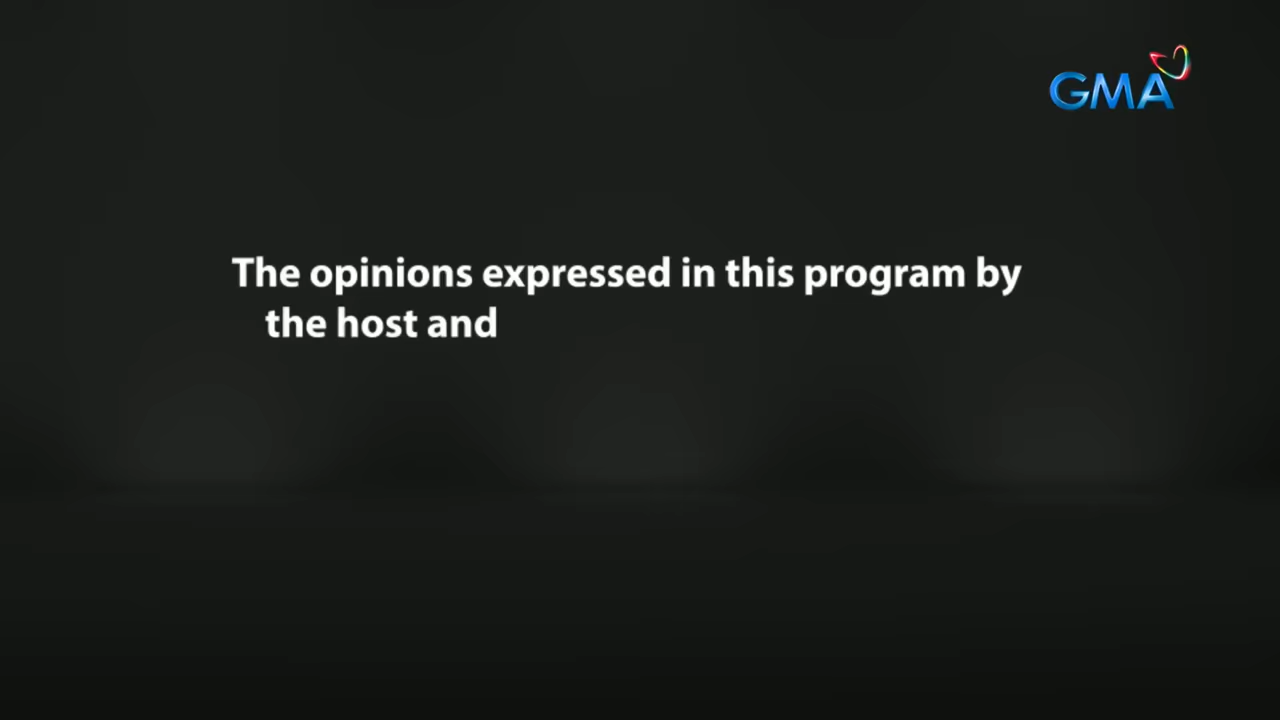 GMA
The opinions expressed in this program by
the host and